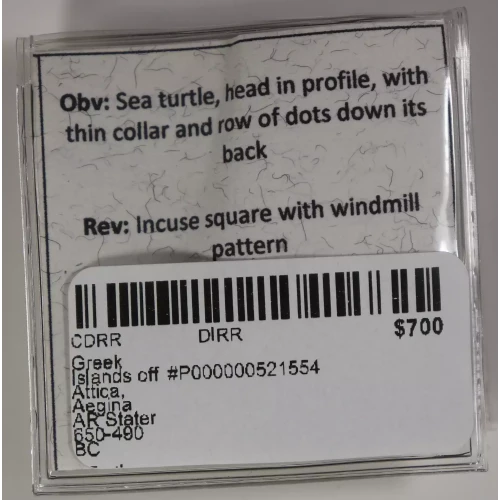 Obv: Sea turtle, head in profile, with
thin collar and row of dots down its
back
Rev: Incuse square with windmill
pattern
CDRR DIRR $700
Greek
Islands off #P000000521554
Attica,
Aegina
AR Stater
650-490
BC